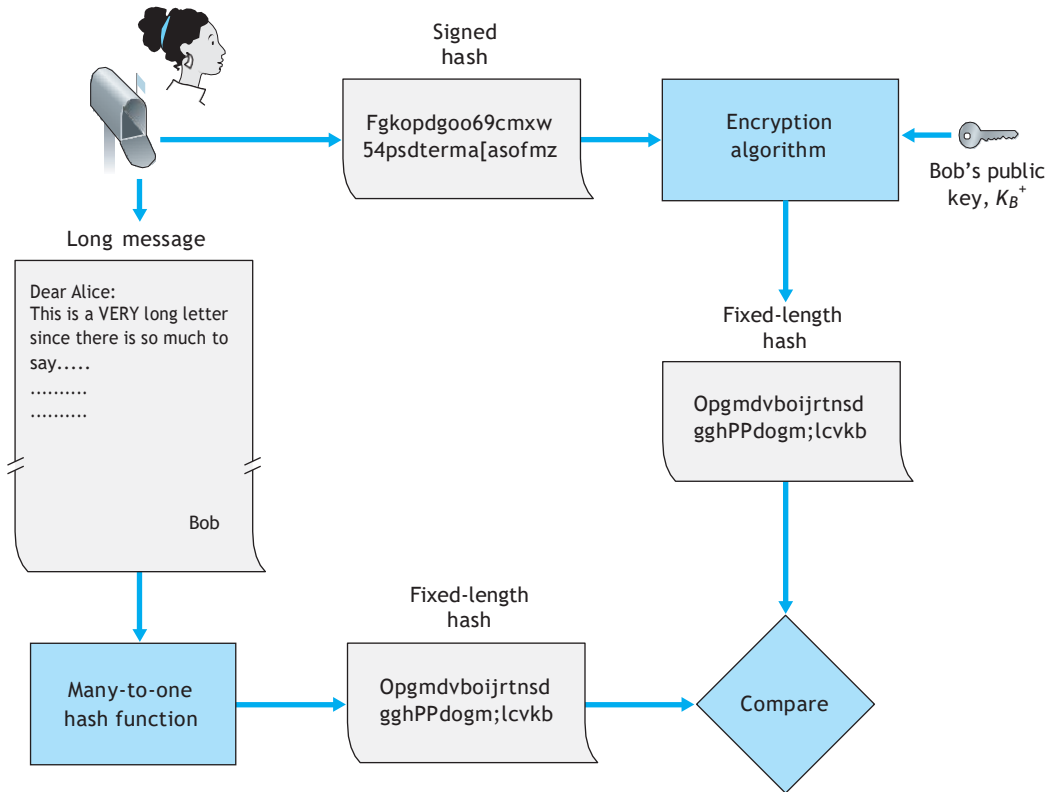 Signed
hash
Fgkopdgoo69cmxw
54psdterma[asofmz
Encryption
algorithm
Bob's public
key, K_B^+
Long message
Dear Alice:
This is a VERY long letter
since there is so much to
say.....
..........
..........
Bob
Fixed-length
hash
Opgmdvboijrtnsd
gghPPdogm;lcvkb
Many-to-one
hash function
Fixed-length
hash
Opgmdvboijrtnsd
gghPPdogm;lcvkb
Compare